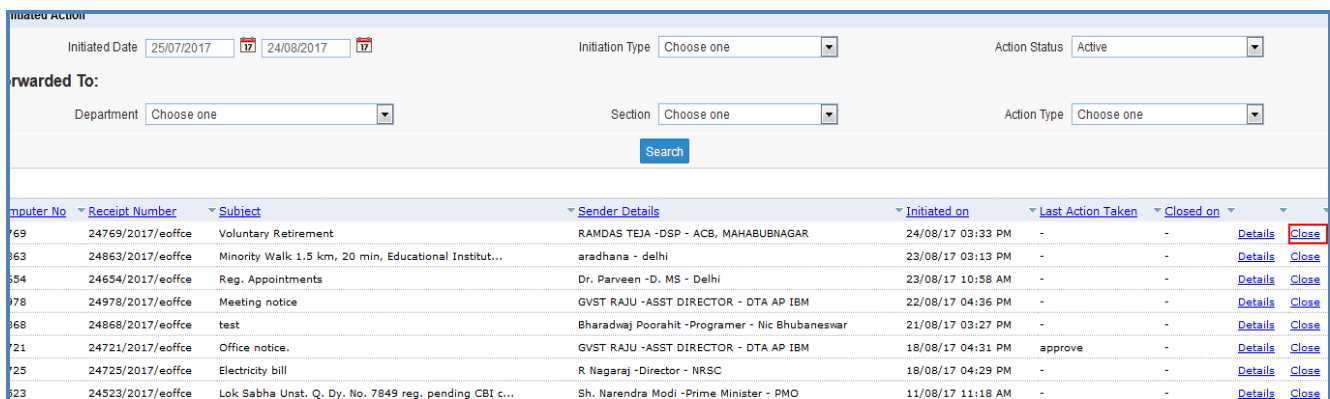 nitiated Action
Initiated Date 25/07/2017 17 24/08/2017 17 Initiation Type Choose one Action Status Active
rwarded To:
Department Choose one Section Choose one Action Type Choose one
Search
mputer No Receipt Number Subject Sender Details Initiated on Last Action Taken Closed on
769 24769/2017/eoffce Voluntary Retirement RAMDAS TEJA -DSP - ACB, MAHABUBNAGAR 24/08/17 03:33 PM - - Details Close
863 24863/2017/eoffce Minority Walk 1.5 km, 20 min, Educational Institut... aradhana - delhi 23/08/17 03:13 PM - - Details Close
654 24654/2017/eoffce Reg. Appointments Dr. Parveen -D. MS - Delhi 23/08/17 10:58 AM - - Details Close
978 24978/2017/eoffce Meeting notice GVST RAJU -ASST DIRECTOR - DTA AP IBM 22/08/17 04:36 PM - - Details Close
868 24868/2017/eoffce test Bharadwaj Poorahit -Programer - Nic Bhubaneswar 21/08/17 03:27 PM - - Details Close
721 24721/2017/eoffce Office notice. GVST RAJU -ASST DIRECTOR - DTA AP IBM 18/08/17 04:31 PM approve - Details Close
725 24725/2017/eoffce Electricity bill R Nagaraj -Director - NRSC 18/08/17 04:29 PM - - Details Close
523 24523/2017/eoffce Lok Sabha Unst. Q. Dy. No. 7849 reg. pending CBI c... Sh. Narendra Modi -Prime Minister - PMO 11/08/17 11:18 AM - - Details Close